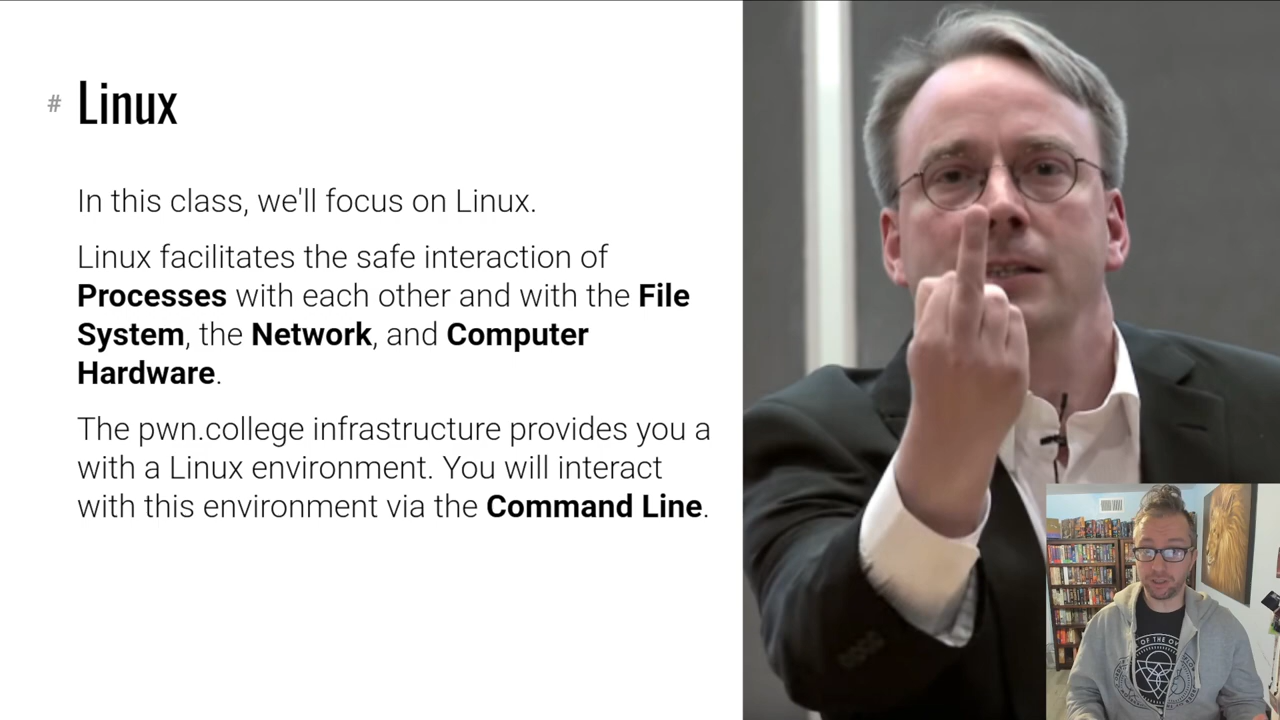 # Linux
In this class, we'll focus on Linux.
Linux facilitates the safe interaction of
Processes with each other and with the File
System, the Network, and Computer
Hardware.
The pwn.college infrastructure provides you a
with a Linux environment. You will interact
with this environment via the Command Line.
OF THE